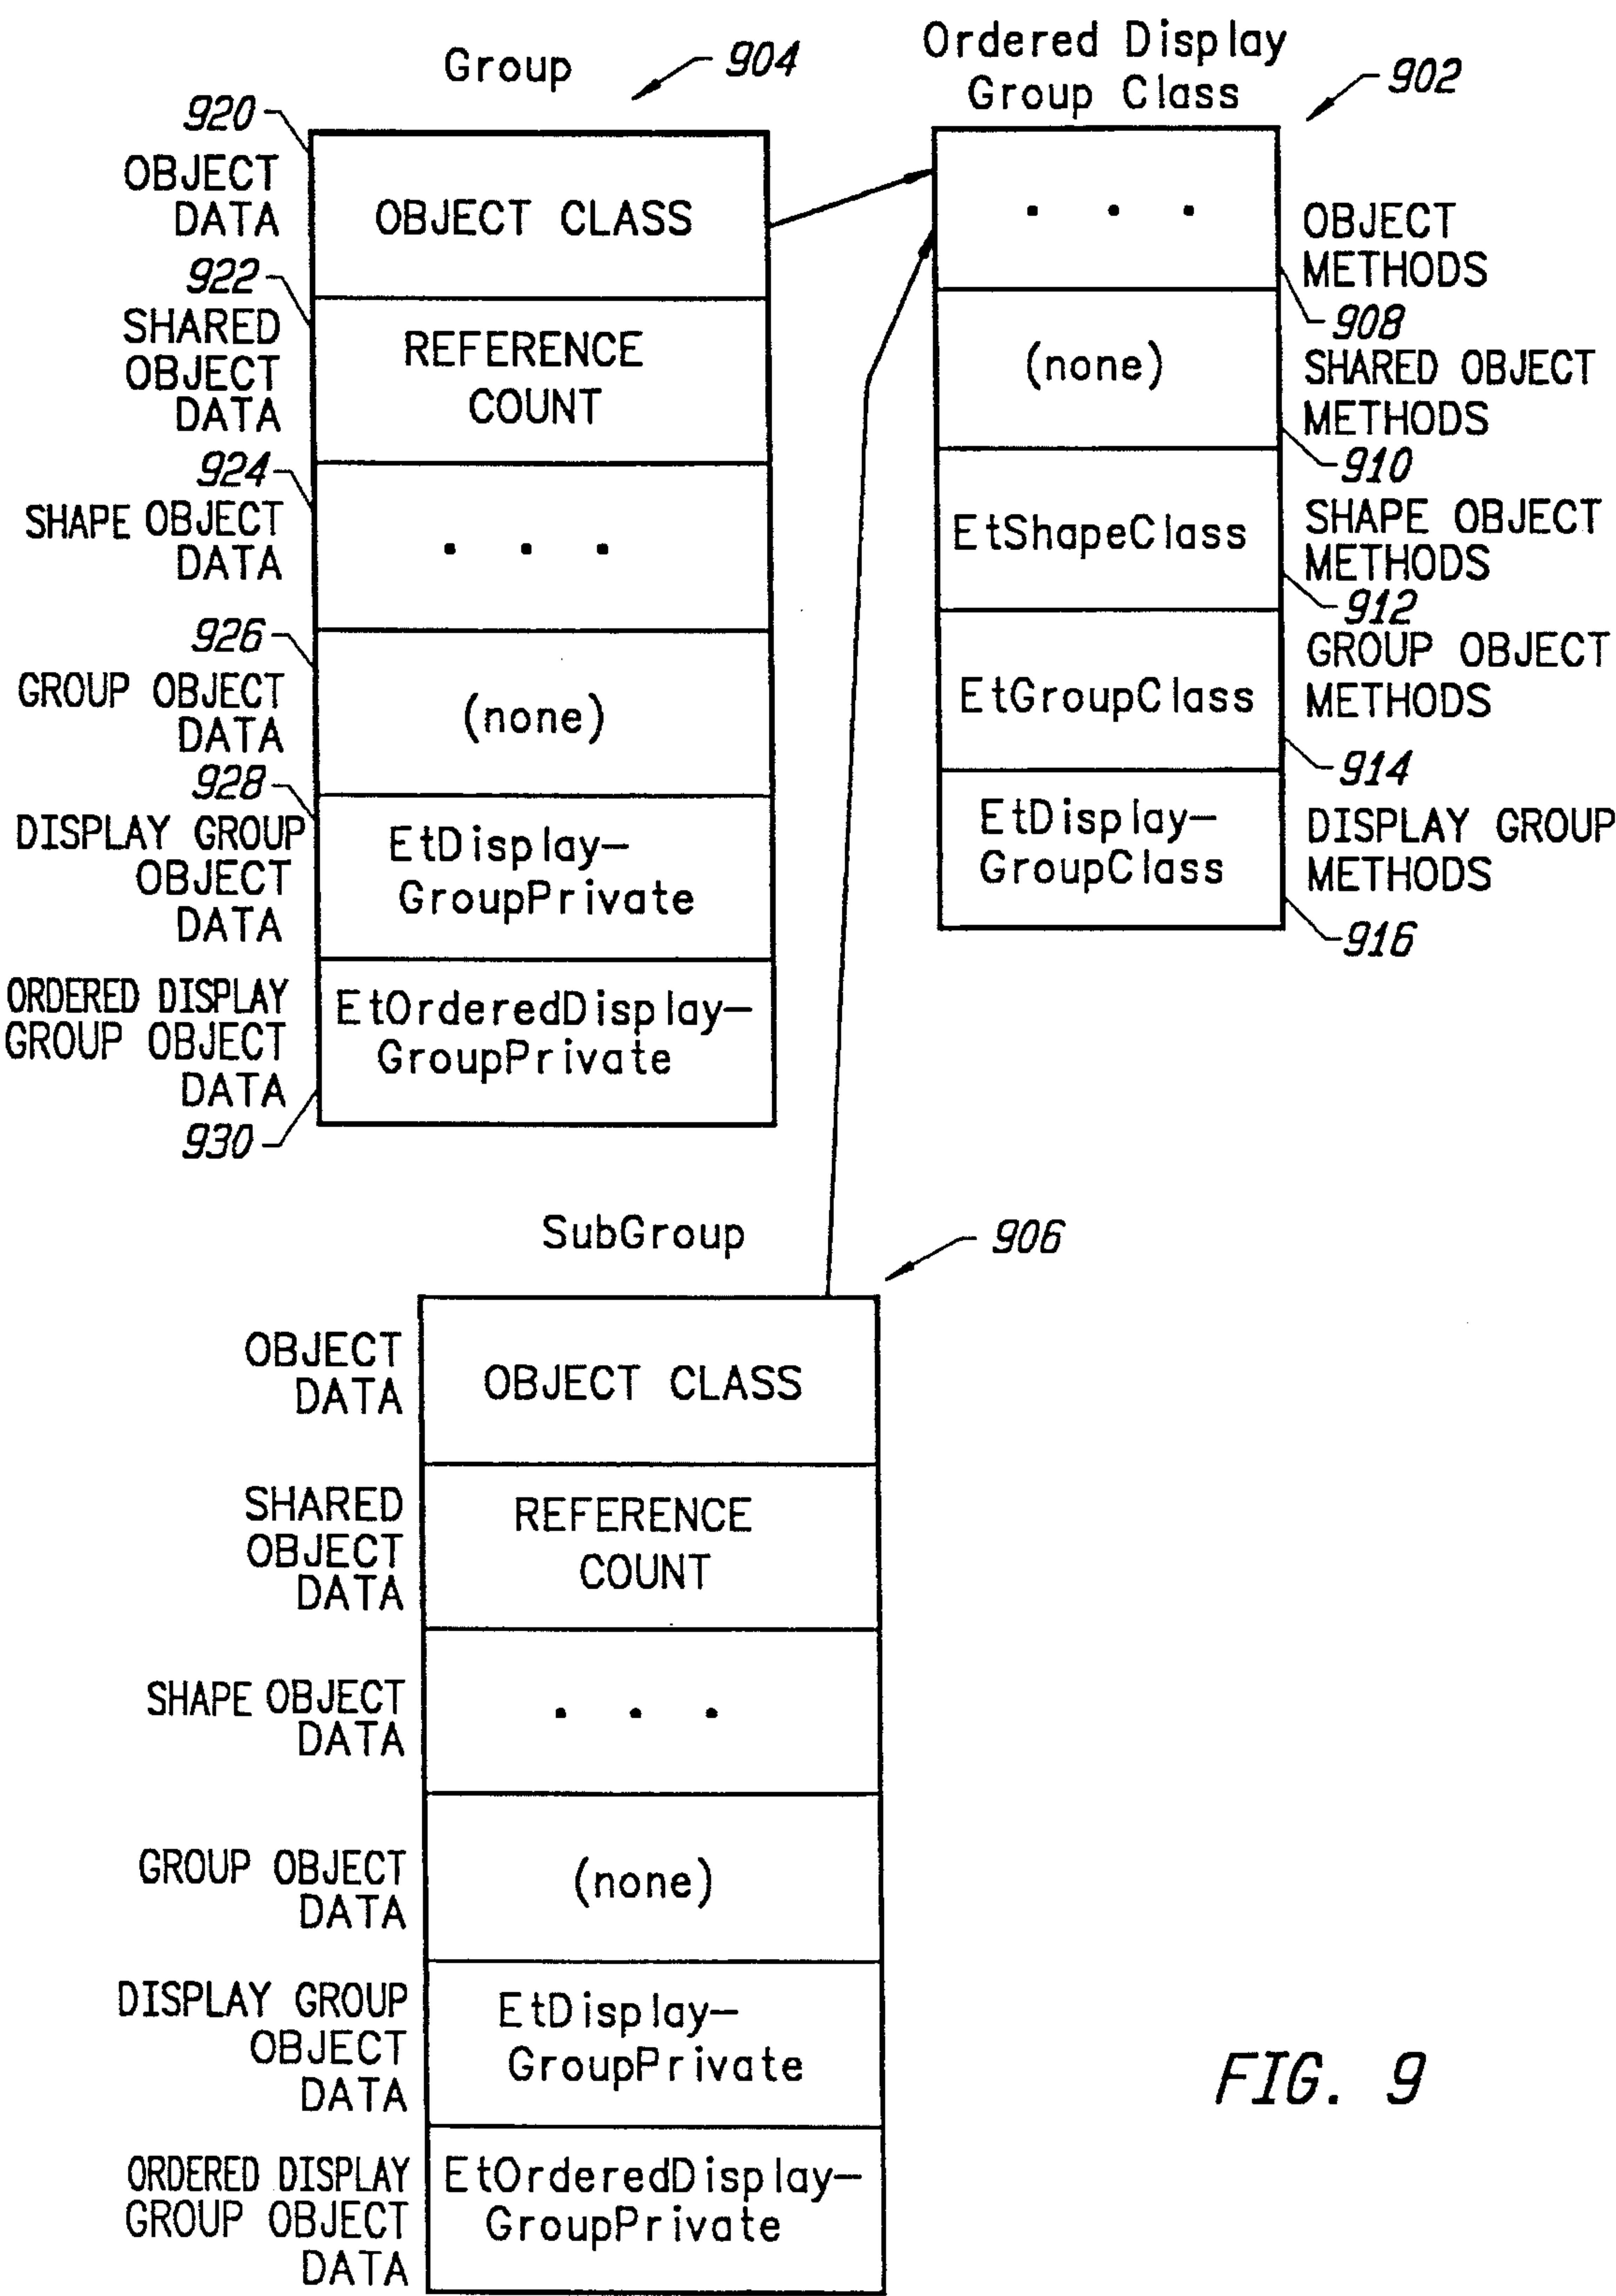 Group
904
920
OBJECT
DATA
OBJECT CLASS
922
SHARED
OBJECT
DATA
REFERENCE
COUNT
924
SHAPE OBJECT
DATA
. . .
926
GROUP OBJECT
DATA
(none)
928
DISPLAY GROUP
OBJECT
DATA
EtDisplay-
GroupPrivate
ORDERED DISPLAY
GROUP OBJECT
DATA
EtOrderedDisplay-
GroupPrivate
930
Ordered Display
Group Class
902
. . .
OBJECT
METHODS
908
(none)
SHARED OBJECT
METHODS
910
EtShapeClass
SHAPE OBJECT
METHODS
912
EtGroupClass
GROUP OBJECT
METHODS
914
EtDisplay-
GroupClass
DISPLAY GROUP
METHODS
916
SubGroup
906
OBJECT
DATA
OBJECT CLASS
SHARED
OBJECT
DATA
REFERENCE
COUNT
SHAPE OBJECT
DATA
. . .
GROUP OBJECT
DATA
(none)
DISPLAY GROUP
OBJECT
DATA
EtDisplay-
GroupPrivate
ORDERED DISPLAY
GROUP OBJECT
DATA
EtOrderedDisplay-
GroupPrivate
FIG. 9